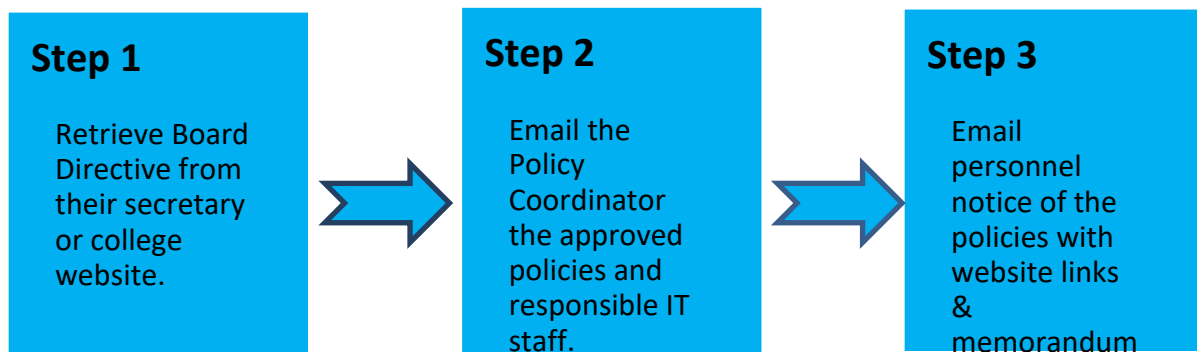 Step 1
Retrieve Board
Directive from
their secretary
or college
website.
Step 2
Email the
Policy
Coordinator
the approved
policies and
responsible IT
staff.
Step 3
Email
personnel
notice of the
policies with
website links
&
memorandum